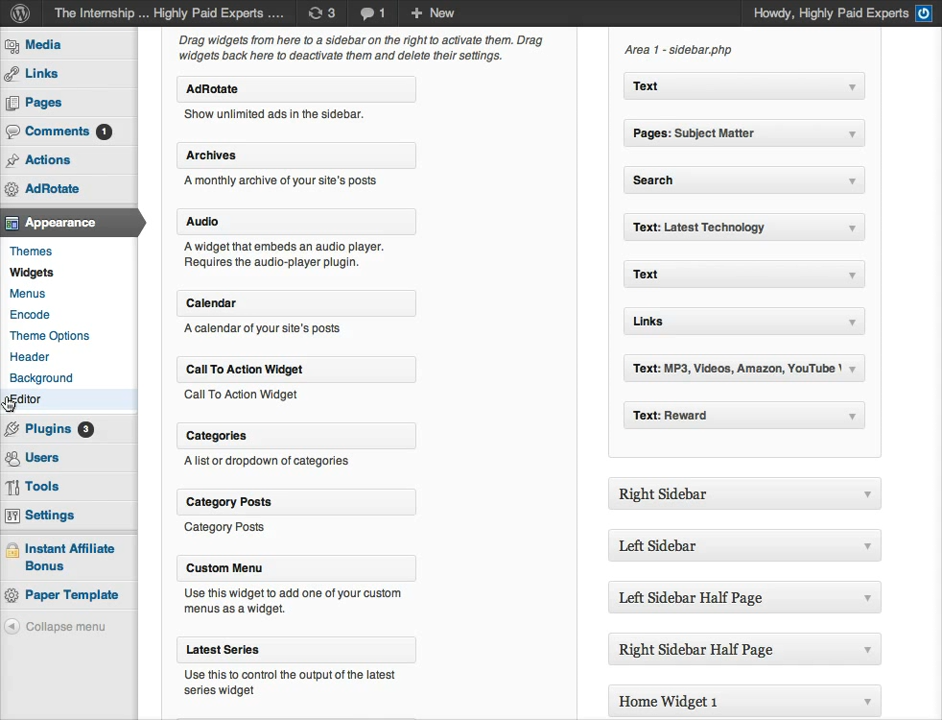 The Internship ... Highly Paid Experts ....
3
1
+ New
Howdy, Highly Paid Experts
Media
Links
Pages
Comments 1
Actions
AdRotate
Appearance
Themes
Widgets
Menus
Encode
Theme Options
Header
Background
Editor
Plugins 3
Users
Tools
Settings
Instant Affiliate
Bonus
Paper Template
Collapse menu
Drag widgets from here to a sidebar on the right to activate them. Drag
widgets back here to deactivate them and delete their settings.
AdRotate
Show unlimited ads in the sidebar.
Archives
A monthly archive of your site's posts
Audio
A widget that embeds an audio player.
Requires the audio-player plugin.
Calendar
A calendar of your site's posts
Call To Action Widget
Call To Action Widget
Categories
A list or dropdown of categories
Category Posts
Category Posts
Custom Menu
Use this widget to add one of your custom
menus as a widget.
Latest Series
Use this to control the output of the latest
series widget
Area 1 - sidebar.php
Text
Pages: Subject Matter
Search
Text: Latest Technology
Text
Links
Text: MP3, Videos, Amazon, YouTube
Text: Reward
Right Sidebar
Left Sidebar
Left Sidebar Half Page
Right Sidebar Half Page
Home Widget 1